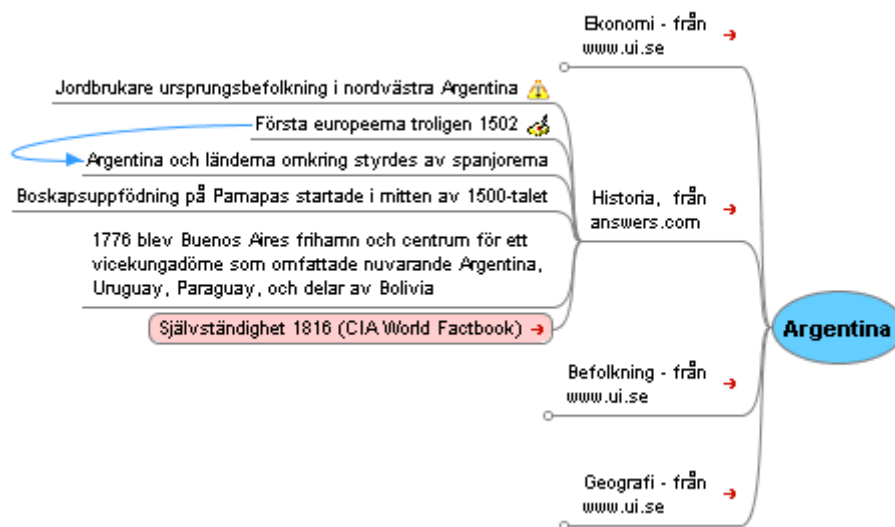 Ekonomi - från
www.ui.se
Jordbrukare ursprungsbefolkning i nordvästra Argentina
Första européerna troligen 1502
Argentina och länderna omkring styrdes av spanjorerna
Boskapsuppfödning på Pamapas startade i mitten av 1500-talet
1776 blev Buenos Aires frihamn och centrum för ett
vicekungadöme som omfattade nuvarande Argentina,
Uruguay, Paraguay, och delar av Bolivia
Självständighet 1816 (CIA World Factbook)
Historia, från
answers.com
Argentina
Befolkning - från
www.ui.se
Geografi - från
www.ui.se